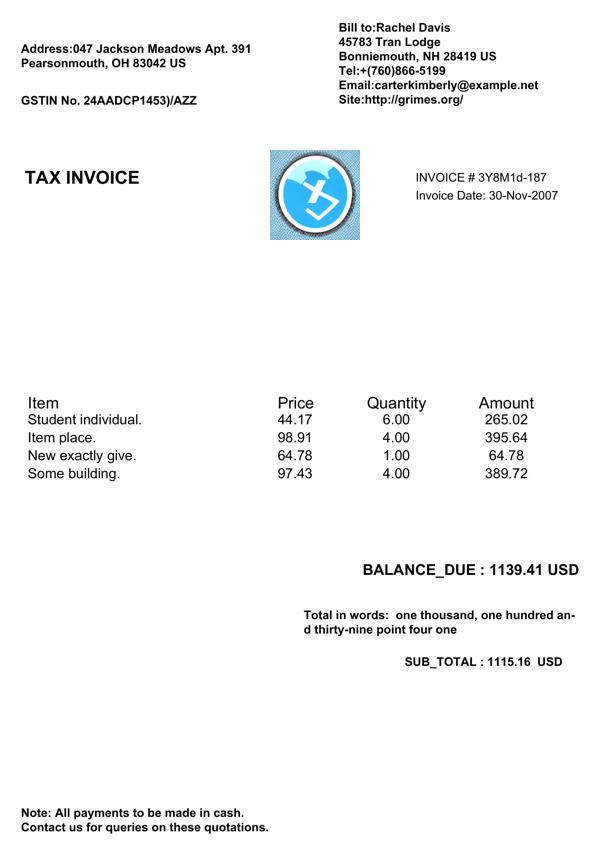 Address:047 Jackson Meadows Apt. 391
Pearsonmouth, OH 83042 US
GSTIN No. 24AADCP1453)/AZZ
Bill to:Rachel Davis
45783 Tran Lodge
Bonniemouth, NH 28419 US
Tel:+(760)866-5199
Email:carterkimberly@example.net
Site:http://grimes.org/
TAX INVOICE
INVOICE # 3Y8M1d-187
Invoice Date: 30-Nov-2007
Item Price Quantity Amount
Student individual. 44.17 6.00 265.02
Item place. 98.91 4.00 395.64
New exactly give. 64.78 1.00 64.78
Some building. 97.43 4.00 389.72
BALANCE_DUE : 1139.41 USD
Total in words: one thousand, one hundred an-
d thirty-nine point four one
SUB_TOTAL : 1115.16 USD
Note: All payments to be made in cash.
Contact us for queries on these quotations.